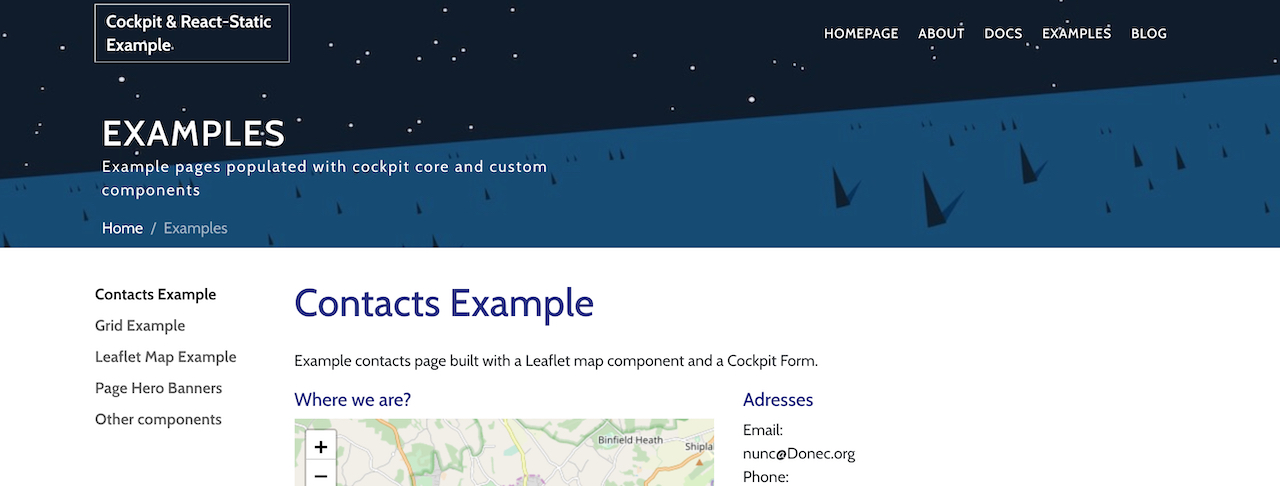 Cockpit & React-Static
Example
HOMEPAGE ABOUT DOCS EXAMPLES BLOG
EXAMPLES
Example pages populated with cockpit core and custom
components
Home / Examples
Contacts Example
Grid Example
Leaflet Map Example
Page Hero Banners
Other components
Contacts Example
Example contacts page built with a Leaflet map component and a Cockpit Form.
Where we are?
+
−
Binfield Heath
Shipla
Adresses
Email:
nunc@Donec.org
Phone: